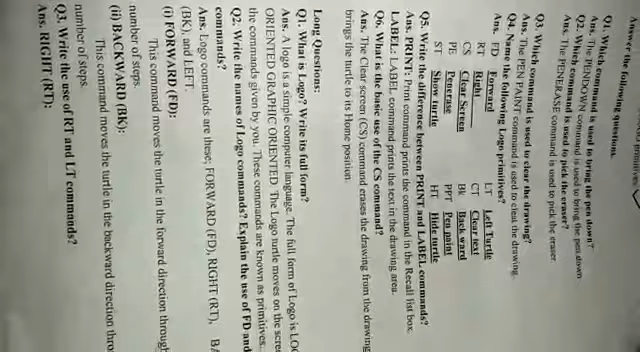 primitives
Answer the following questions.
Q1. Which command is used to bring the pen down?
Ans. The PENDOWN command is used to bring the pen down.
Q2. Which command is used to pick the eraser?
Ans. The PENERASE command is used to pick the eraser.
Q3. Which command is used to clear the drawing?
Ans. The PEN PAINT command is used to clean the drawing.
Q4. Name the following Logo primitives?
Ans. FD Forward LT Left Turtle
RT Right CT Clear text
CS Clear Screen Bk Back ward
PE Penerase PPT Pen paint
ST Show turtle HT Hide turtle
Q5. Write the difference between PRINT and LABEL commands?
Ans. PRINT: Print command prints the command in the Recall list box.
LABEL: LABEL command prints the text in the drawing area.
Q6. What is the basic use of the CS command?
Ans. The Clear screen (CS) command erases the drawing from the drawing
brings the turtle to its Home position.
Long Questions:
Q1. What is Logo? Write its full form?
Ans. A logo is a simple computer language. The full form of Logo is LOG
ORIENTED GRAPHIC ORIENTED. The Logo turtle moves on the scree
the commands given by you. These commands are known as primitives.
Q2. Write the names of Logo commands? Explain the use of FD and
commands?
Ans. Logo commands are these; FORWARD (FD), RIGHT (RT), BA
(BK), and LEFT.
(i) FORWARD (FD):
This command moves the turtle in the forward direction through
number of steps.
(ii) BACKWARD (BK):
This command moves the turtle in the backward direction thro
number of steps.
Q3. Write the use of RT and LT commands?
Ans. RIGHT (RT):